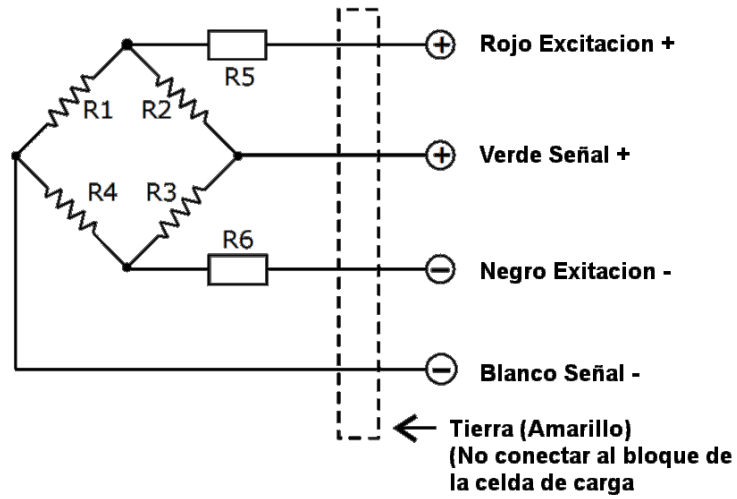 Rojo Excitacion +
R5
R1
R2
Verde Señal +
R4
R3
R6
Negro Exitacion -
Blanco Señal -
Tierra (Amarillo)
(No conectar al bloque de
la celda de carga